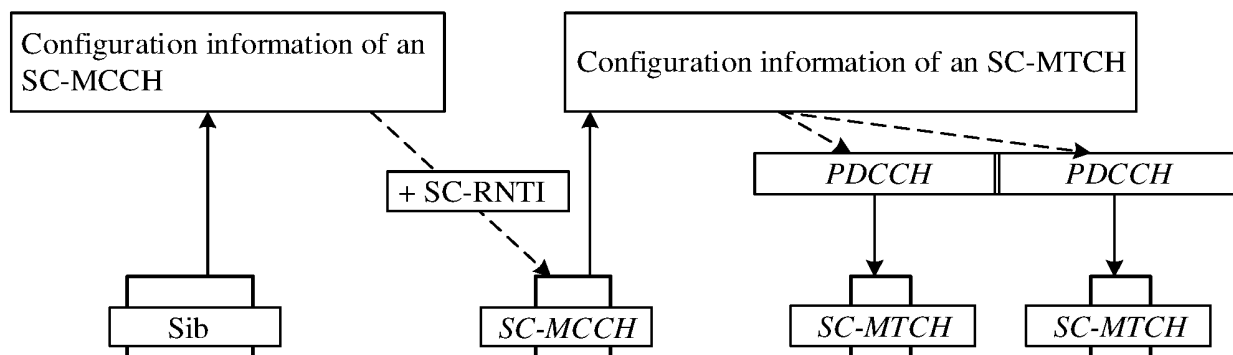 Configuration information of an
SC-MCCH
Configuration information of an SC-MTCH
PDCCH
PDCCH
+ SC-RNTI
Sib
SC-MCCH
SC-MTCH
SC-MTCH